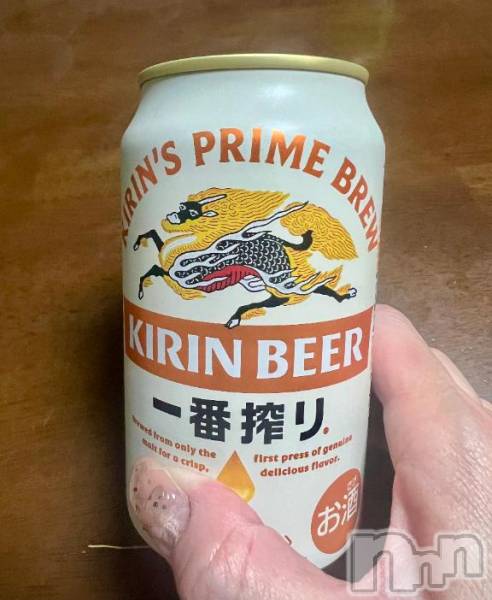 KIRIN'S PRIME BREW
KIRIN BEER
一番搾り®
Brewed from only the
malt for a crisp,
first press of genuine
delicious flavor.
お酒
nnn